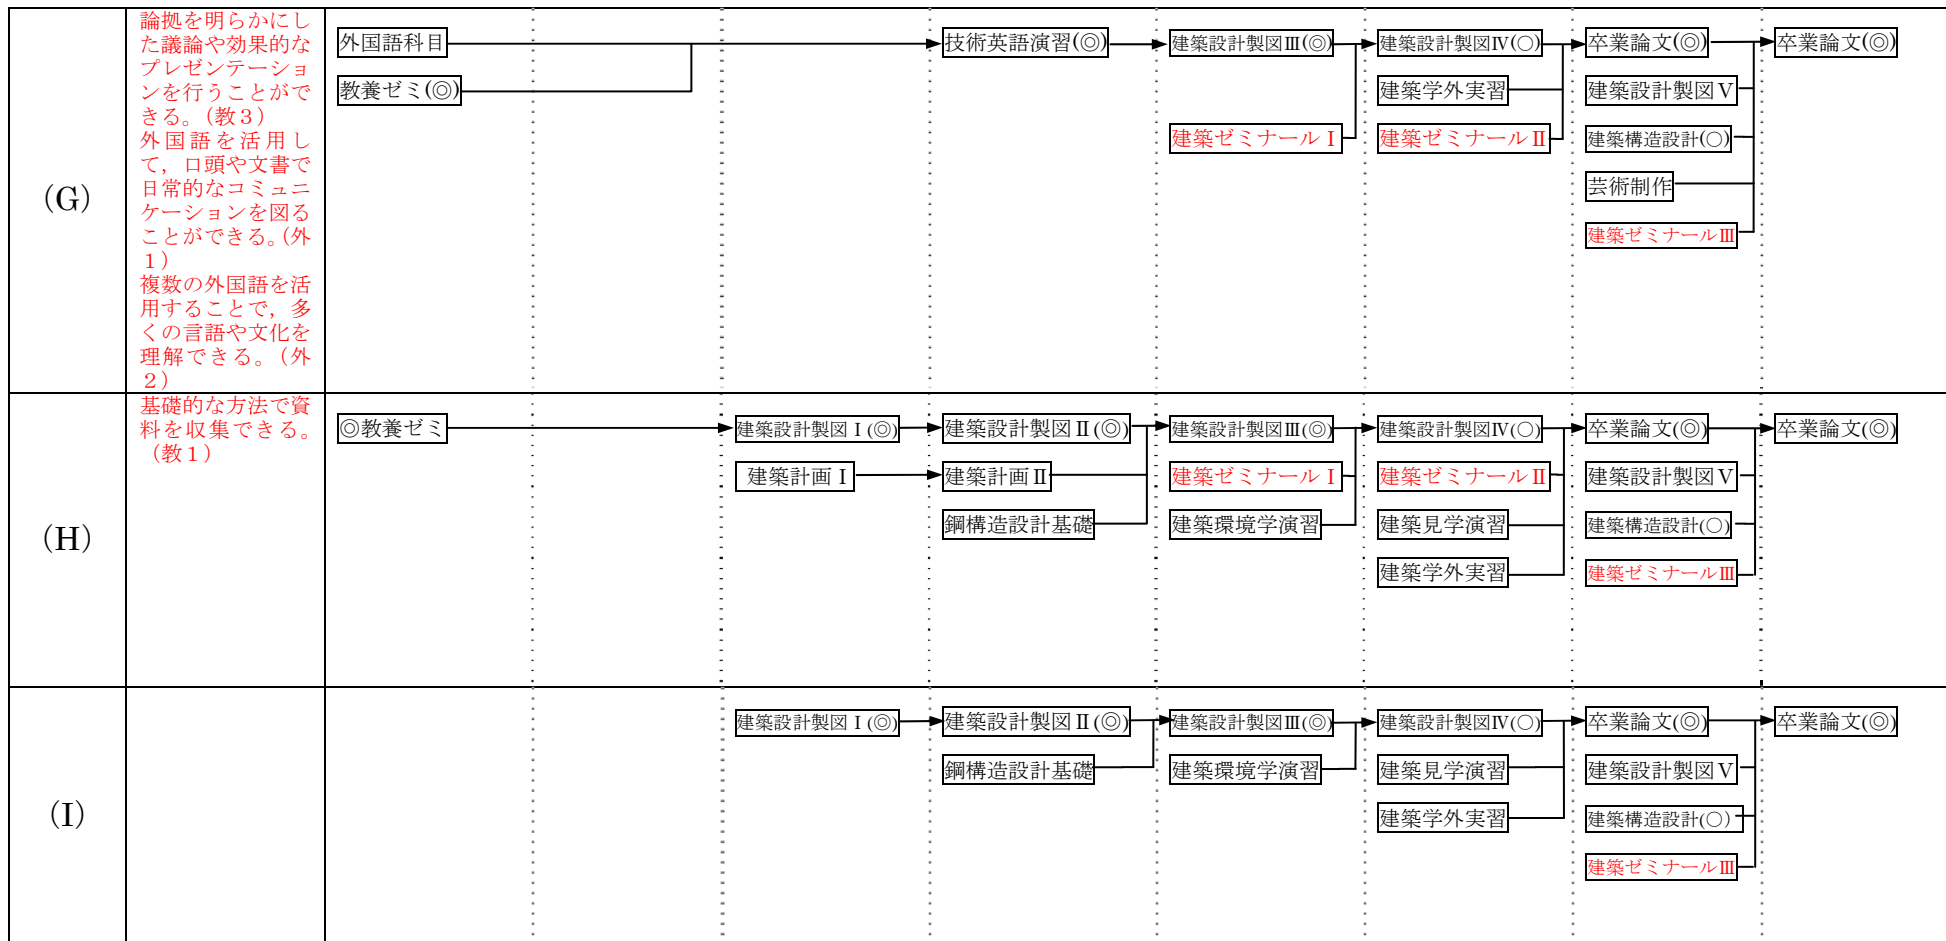 (G)
論拠を明らかにし
た議論や効果的な
プレゼンテーショ
ンを行うことがで
きる。（教３）
外国語を活用し
て，口頭や文書で
日常的なコミュニ
ケーションを図る
ことができる。（外
１）
複数の外国語を活
用することで，多
くの言語や文化を
理解できる。（外
２）
外国語科目
技術英語演習(◎)
建築設計製図Ⅲ(◎)
建築設計製図Ⅳ(○)
卒業論文(◎)
卒業論文(◎)
教養ゼミ(◎)
建築学外実習
建築設計製図Ⅴ
建築ゼミナールⅠ
建築ゼミナールⅡ
建築構造設計(○)
芸術制作
建築ゼミナールⅢ
(H)
基礎的な方法で資
料を収集できる。
（教１）
◎教養ゼミ
建築設計製図Ⅰ(◎)
建築設計製図Ⅱ(◎)
建築設計製図Ⅲ(◎)
建築設計製図Ⅳ(○)
卒業論文(◎)
卒業論文(◎)
建築計画Ⅰ
建築計画Ⅱ
建築ゼミナールⅠ
建築ゼミナールⅡ
建築設計製図Ⅴ
鋼構造設計基礎
建築環境学演習
建築見学演習
建築構造設計(○)
建築学外実習
建築ゼミナールⅢ
(I)
建築設計製図Ⅰ(◎)
建築設計製図Ⅱ(◎)
建築設計製図Ⅲ(◎)
建築設計製図Ⅳ(○)
卒業論文(◎)
卒業論文(◎)
鋼構造設計基礎
建築環境学演習
建築見学演習
建築設計製図Ⅴ
建築学外実習
建築構造設計(○)
建築ゼミナールⅢ